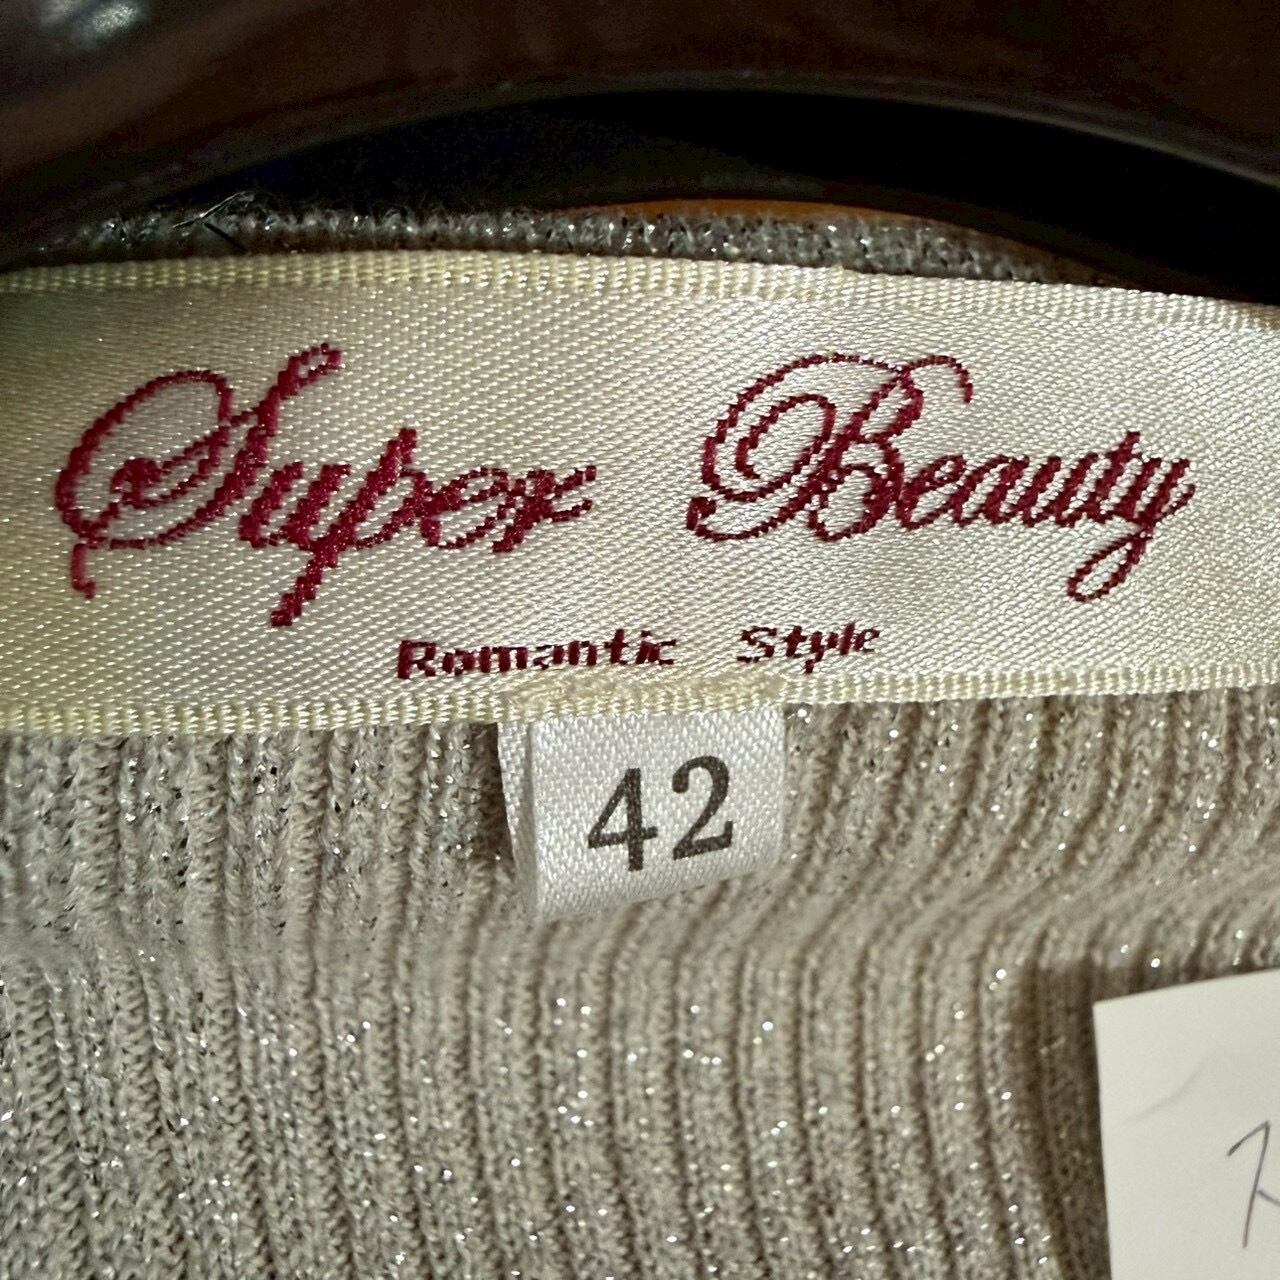 Super Beauty
Romantic Style
42